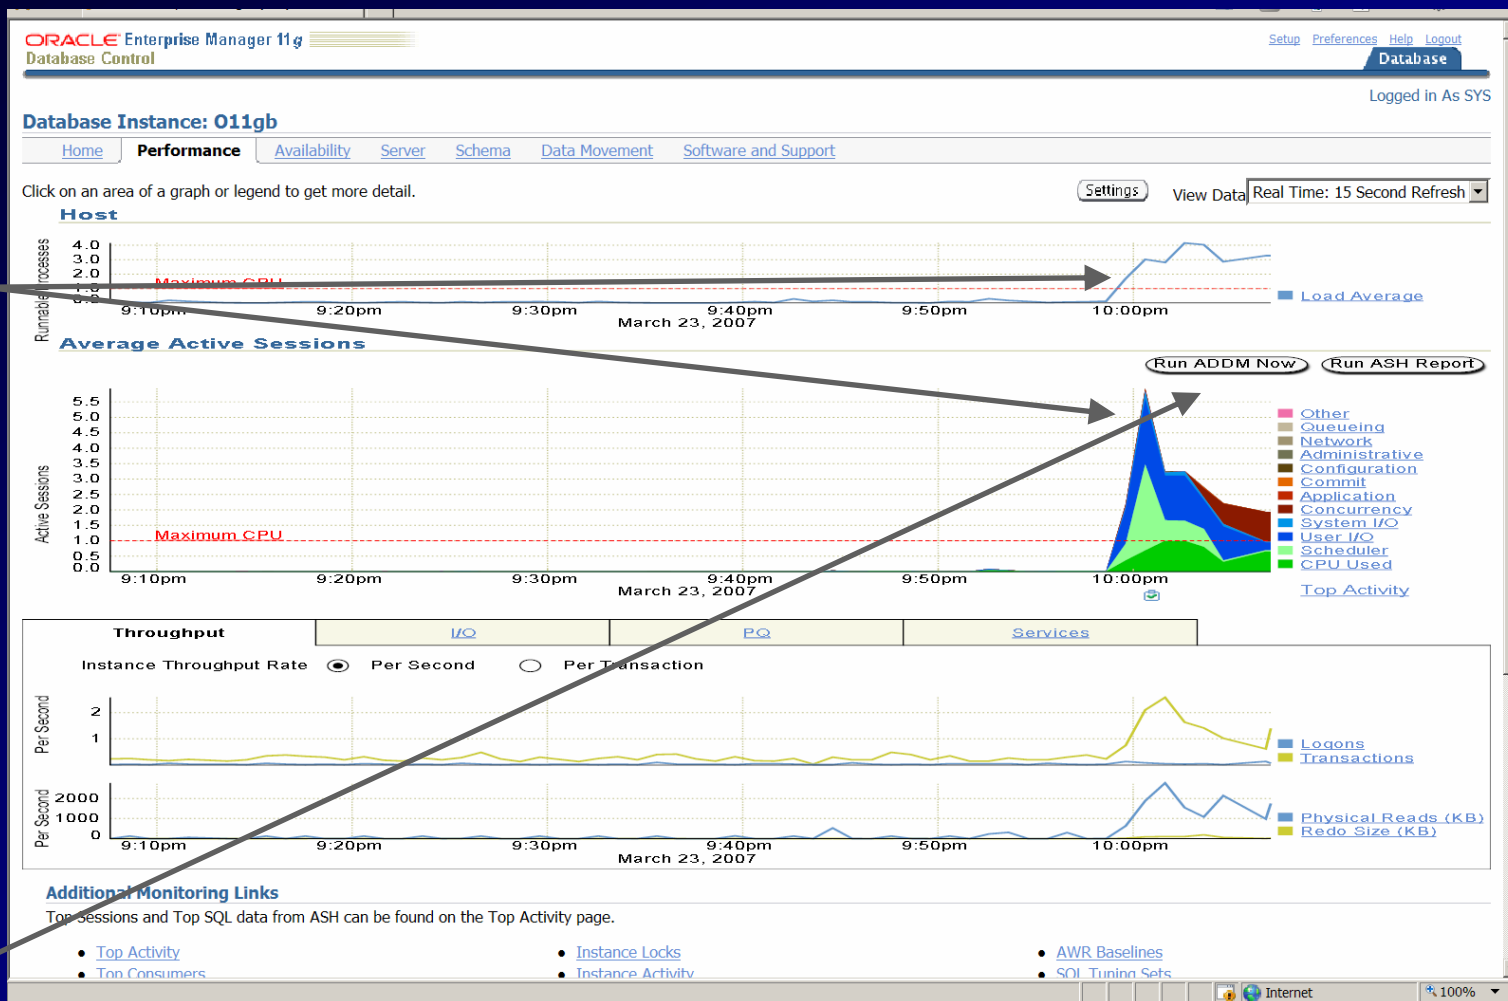 ORACLE Enterprise Manager 11g
Database Control
Setup Preferences Help Logout
Database
Logged in As SYS
Database Instance: O11gb
Home Performance Availability Server Schema Data Movement Software and Support
Click on an area of a graph or legend to get more detail.
Settings View Data Real Time: 15 Second Refresh
Host
Runnable Processes
4.0
3.0
2.0
1.0
0.0
Maximum CPU
9:10pm 9:20pm 9:30pm 9:40pm 9:50pm 10:00pm
March 23, 2007
Load Average
Average Active Sessions
Run ADDM Now Run ASH Report
Active Sessions
5.5
5.0
4.5
4.0
3.5
3.0
2.5
2.0
1.5
1.0
0.5
0.0
Maximum CPU
9:10pm 9:20pm 9:30pm 9:40pm 9:50pm 10:00pm
March 23, 2007
Other
Queueing
Network
Administrative
Configuration
Commit
Application
Concurrency
System I/O
User I/O
Scheduler
CPU Used
Top Activity
Throughput I/O PQ Services
Instance Throughput Rate Per Second Per Transaction
Per Second
2
1
Logons
Transactions
Per Second
2000
1000
0
9:10pm 9:20pm 9:30pm 9:40pm 9:50pm 10:00pm
March 23, 2007
Physical Reads (KB)
Redo Size (KB)
Additional Monitoring Links
Top Sessions and Top SQL data from ASH can be found on the Top Activity page.
Top Activity Instance Locks AWR Baselines
Top Consumers Instance Activity SQL Tuning Sets
Internet 100%